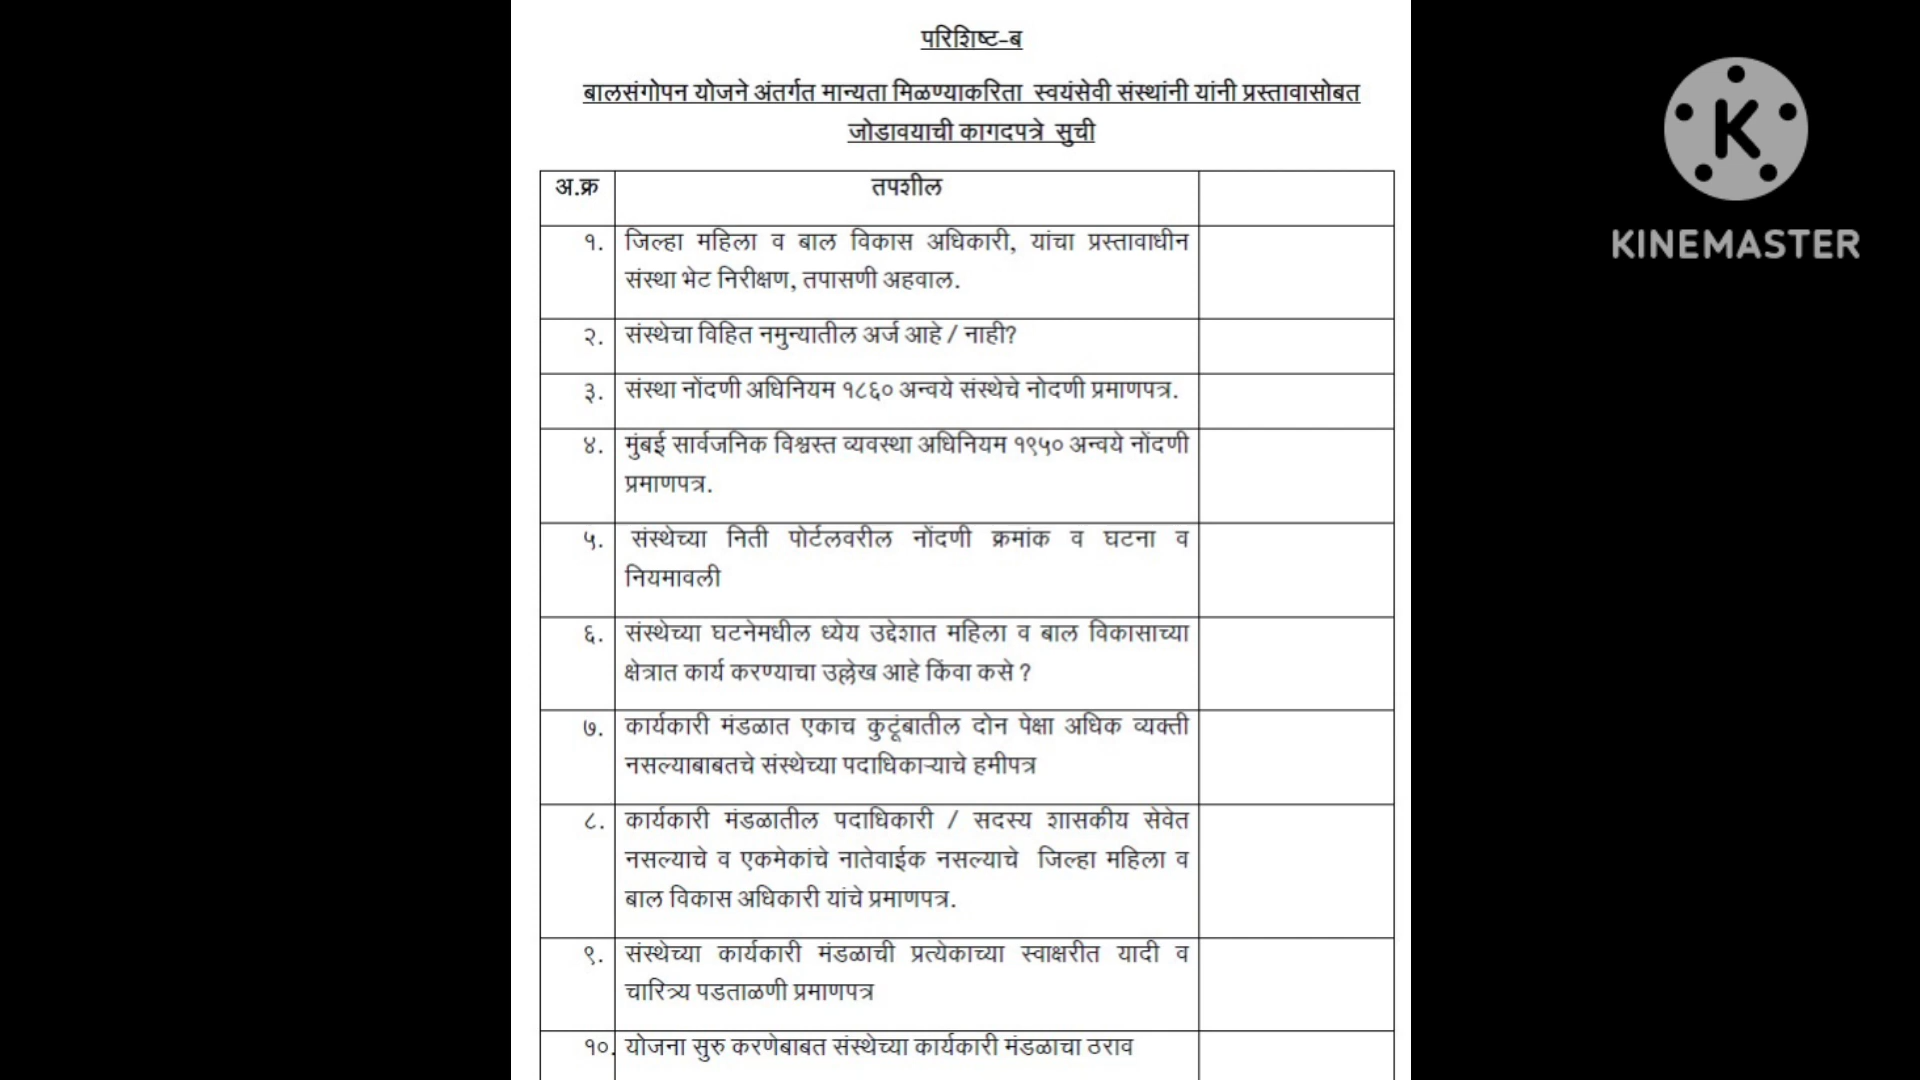 परिशिष्ट-ब
बालसंगोपन योजने अंतर्गत मान्यता मिळण्याकरिता स्वयंसेवी संस्थांनी यांनी प्रस्तावासोबत
जोडावयाची कागदपत्रे सुची
अ.क्र तपशील
१. जिल्हा महिला व बाल विकास अधिकारी, यांचा प्रस्तावाधीन
संस्था भेट निरीक्षण, तपासणी अहवाल.
२. संस्थेचा विहित नमुन्यातील अर्ज आहे / नाही?
३. संस्था नोंदणी अधिनियम १८६० अन्वये संस्थेचे नोदणी प्रमाणपत्र.
४. मुंबई सार्वजनिक विश्वस्त व्यवस्था अधिनियम १९५० अन्वये नोंदणी
प्रमाणपत्र.
५. संस्थेच्या निती पोर्टलवरील नोंदणी क्रमांक व घटना व
नियमावली
६. संस्थेच्या घटनेमधील ध्येय उद्देशात महिला व बाल विकासाच्या
क्षेत्रात कार्य करण्याचा उल्लेख आहे किंवा कसे ?
७. कार्यकारी मंडळात एकाच कुटूंबातील दोन पेक्षा अधिक व्यक्ती
नसल्याबाबतचे संस्थेच्या पदाधिकाऱ्याचे हमीपत्र
८. कार्यकारी मंडळातील पदाधिकारी / सदस्य शासकीय सेवेत
नसल्याचे व एकमेकांचे नातेवाईक नसल्याचे जिल्हा महिला व
बाल विकास अधिकारी यांचे प्रमाणपत्र.
९. संस्थेच्या कार्यकारी मंडळाची प्रत्येकाच्या स्वाक्षरीत यादी व
चारित्र्य पडताळणी प्रमाणपत्र
१०. योजना सुरु करणेबाबत संस्थेच्या कार्यकारी मंडळाचा ठराव
K
KINEMASTER